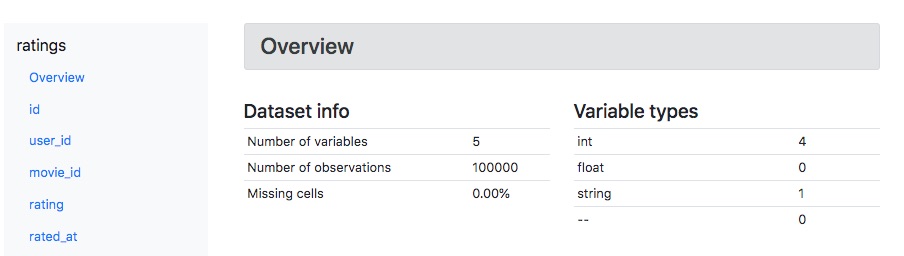 ratings
Overview
id
user_id
movie_id
rating
rated_at
Overview
Dataset info
Number of variables 5
Number of observations 100000
Missing cells 0.00%
Variable types
int 4
float 0
string 1
-- 0